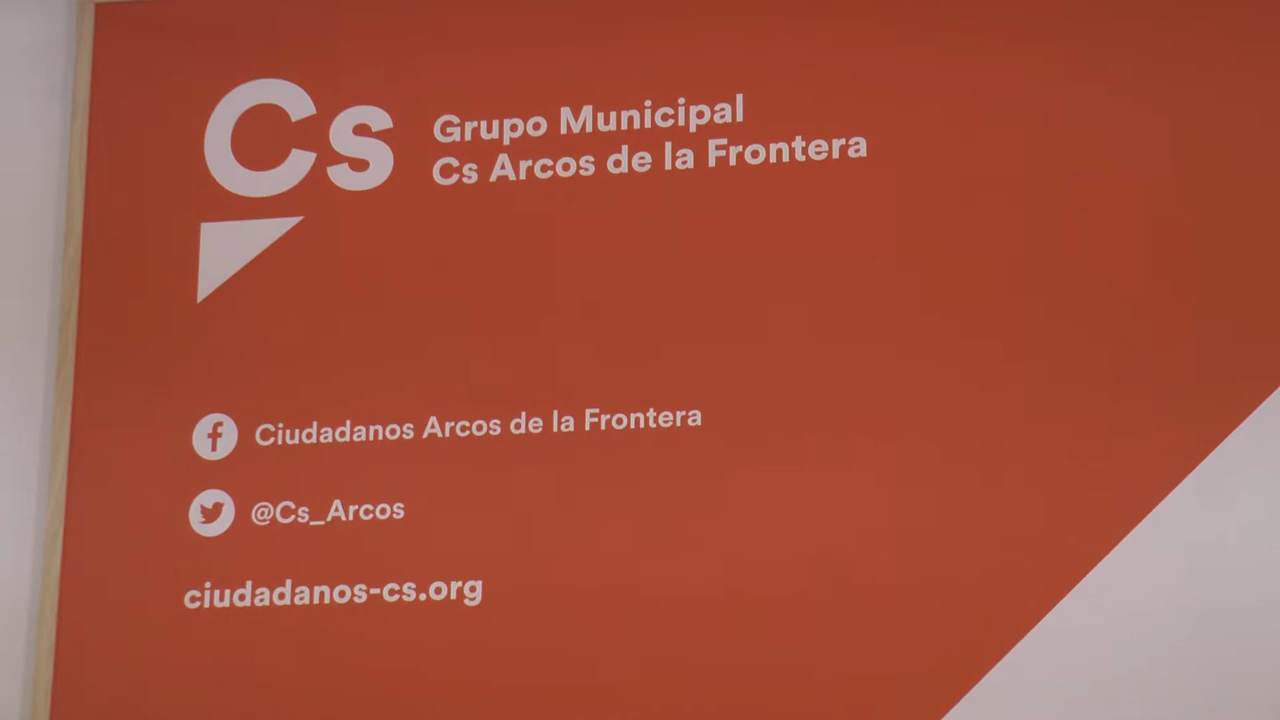 Cs
Grupo Municipal
Cs Arcos de la Frontera
Ciudadanos Arcos de la Frontera
@Cs_Arcos
ciudadanos-cs.org